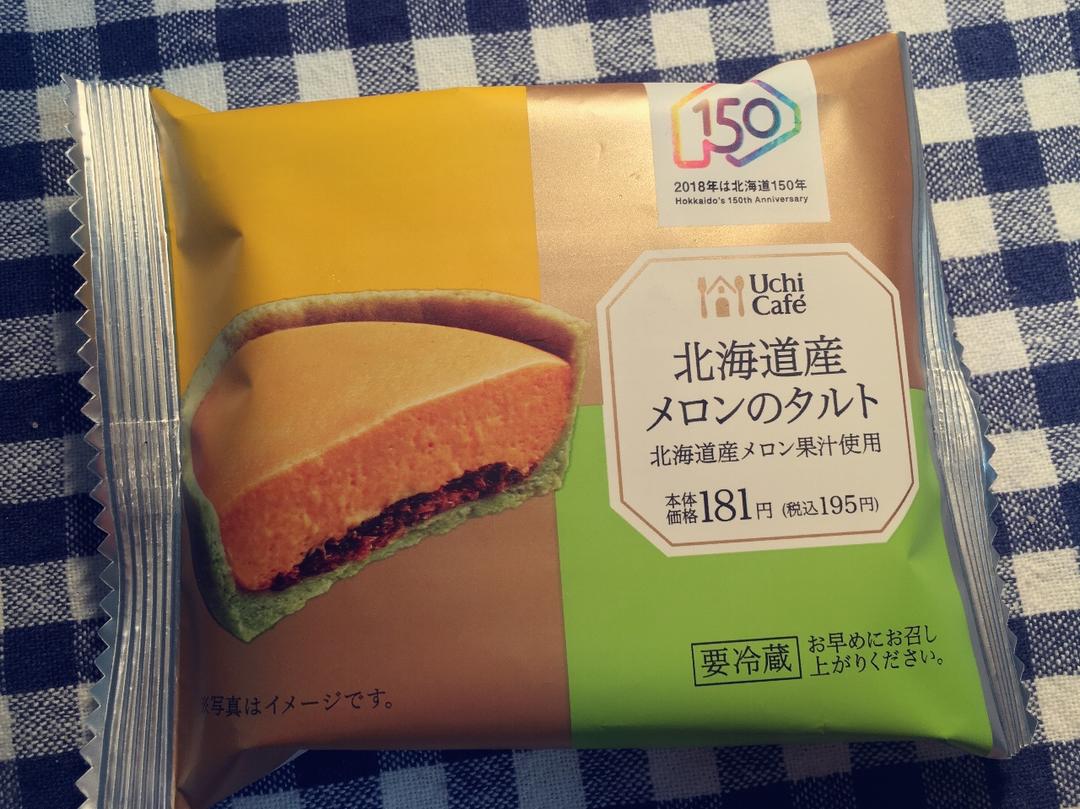 150
2018年は北海道150年
Hokkaido's 150th Anniversary
Uchi
Café
北海道産
メロンのタルト
北海道産メロン果汁使用
本体価格181円 (税込195円)
要冷蔵
お早めにお召し
上がりください。
※写真はイメージです。